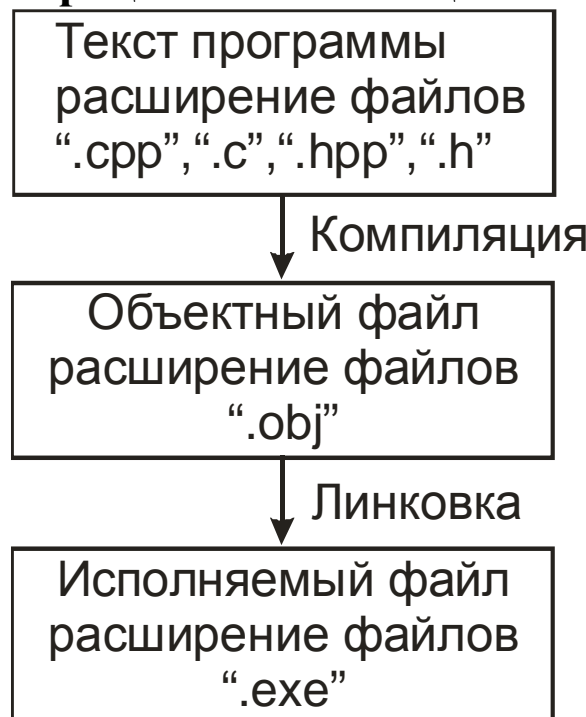 Текст программы
расширение файлов
“.cpp”,“.c”,“.hpp”,“.h”
Компиляция
Объектный файл
расширение файлов
“.obj”
Линковка
Исполняемый файл
расширение файлов
“.exe”